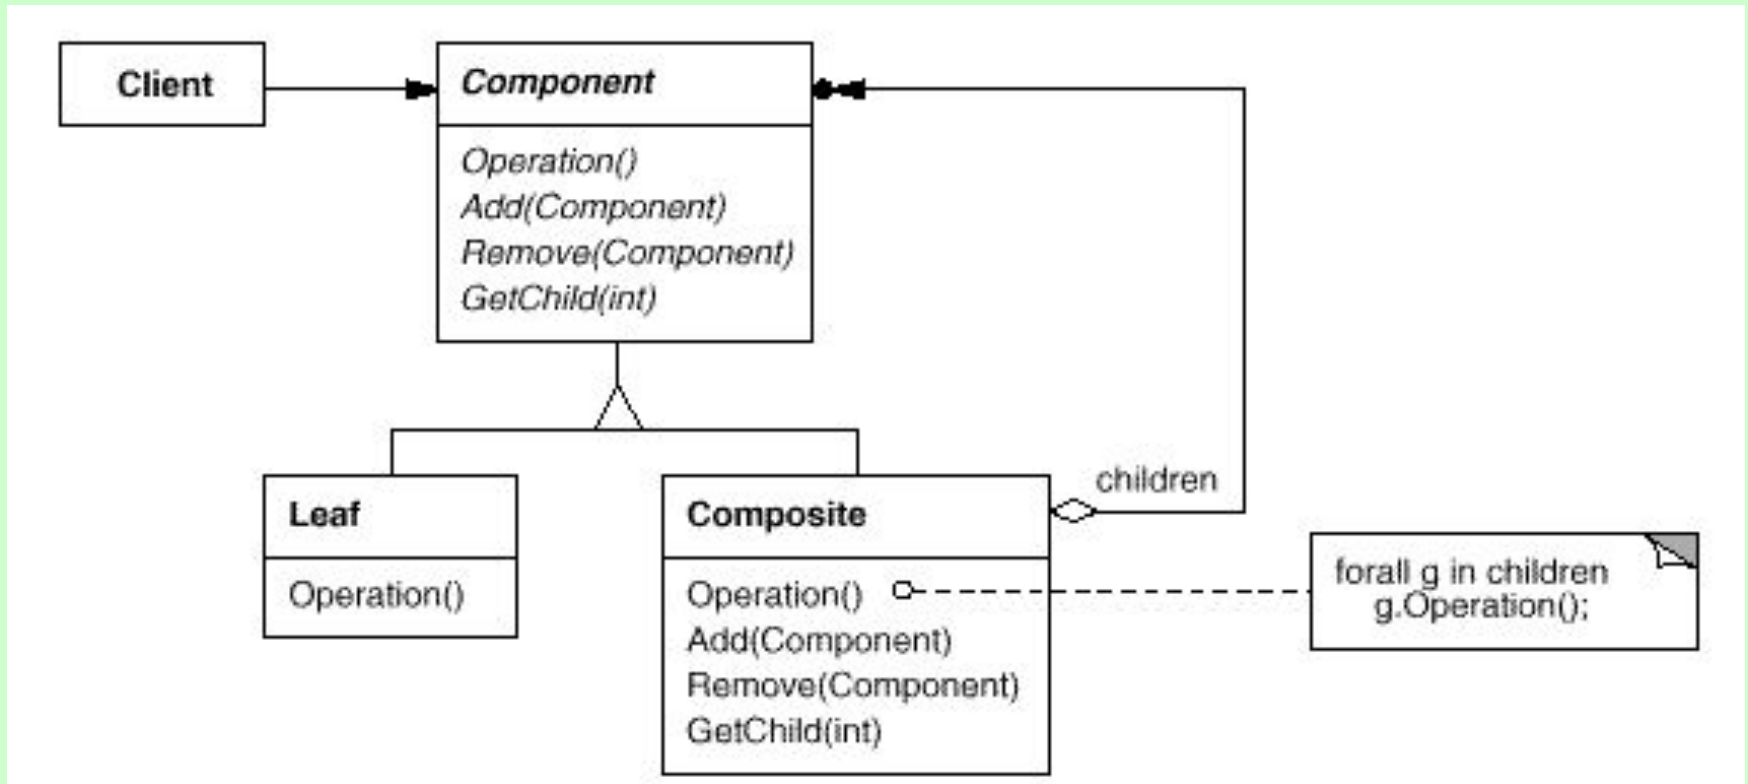 Client
Component
Operation()
Add(Component)
Remove(Component)
GetChild(int)
Leaf
Operation()
Composite
Operation()
Add(Component)
Remove(Component)
GetChild(int)
children
forall g in children
g.Operation();